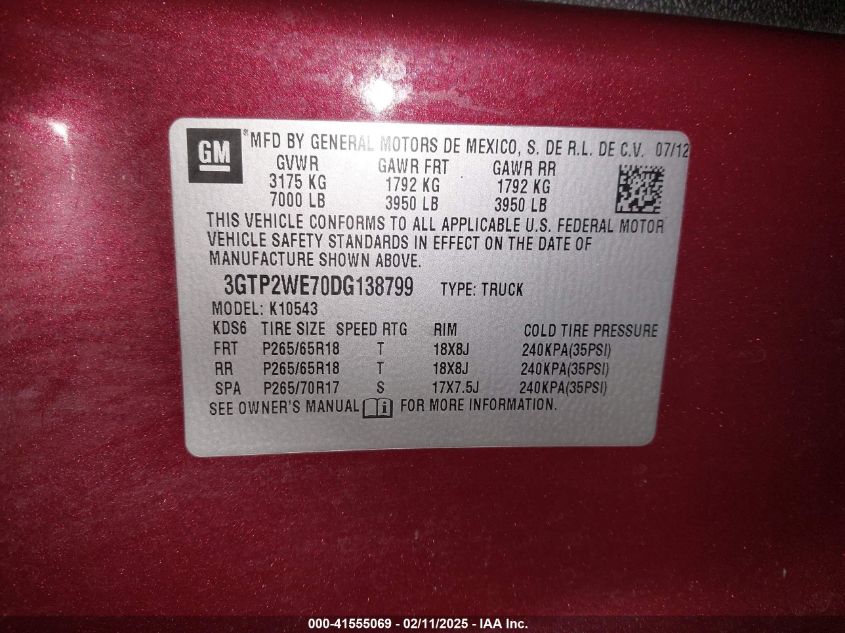 GM ® MFD BY GENERAL MOTORS DE MEXICO, S. DE R.L. DE C.V. 07/12
GVWR GAWR FRT GAWR RR
3175 KG 1792 KG 1792 KG
7000 LB 3950 LB 3950 LB
THIS VEHICLE CONFORMS TO ALL APPLICABLE U.S. FEDERAL MOTOR
VEHICLE SAFETY STANDARDS IN EFFECT ON THE DATE OF
MANUFACTURE SHOWN ABOVE.
3GTP2WE70DG138799 TYPE: TRUCK
MODEL: K10543
KDS6 TIRE SIZE SPEED RTG RIM COLD TIRE PRESSURE
FRT P265/65R18 T 18X8J 240KPA(35PSI)
RR P265/65R18 T 18X8J 240KPA(35PSI)
SPA P265/70R17 S 17X7.5J 240KPA(35PSI)
SEE OWNER'S MANUAL i FOR MORE INFORMATION.
000-41555069 - 02/11/2025 - IAA Inc.